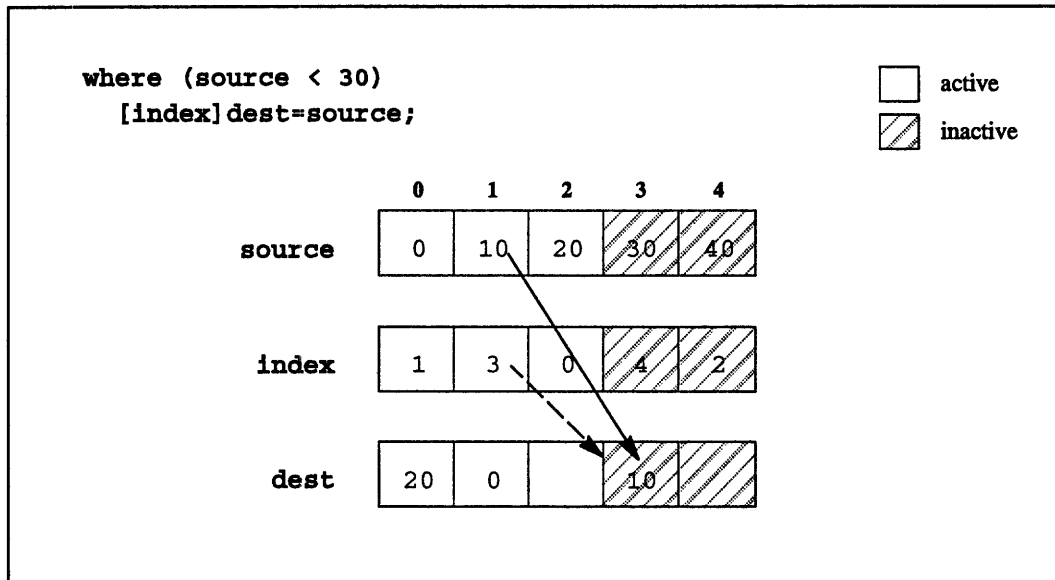 where (source < 30)
[index]dest=source;
active
inactive
0 1 2 3 4
source 0 10 20 30 40
index 1 3 0 4 2
dest 20 0 10